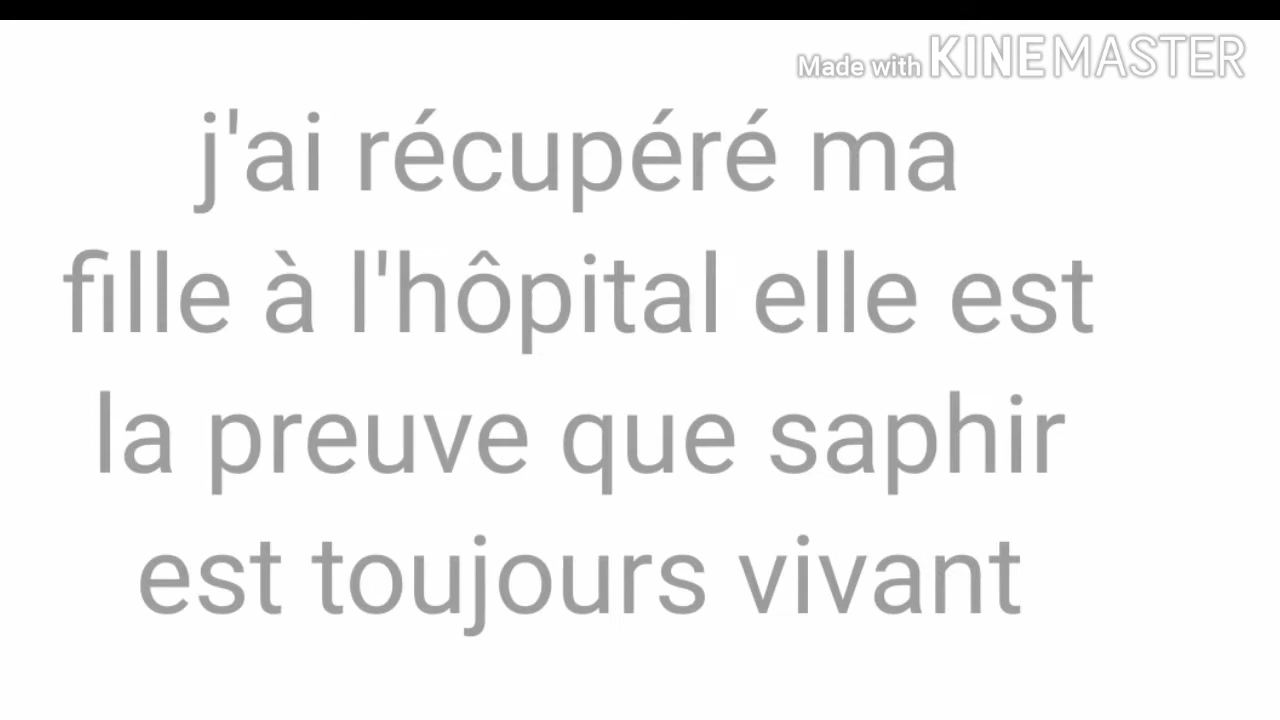 Made with KINEMASTER
j'ai récupéré ma
fille à l'hôpital elle est
la preuve que saphir
est toujours vivant